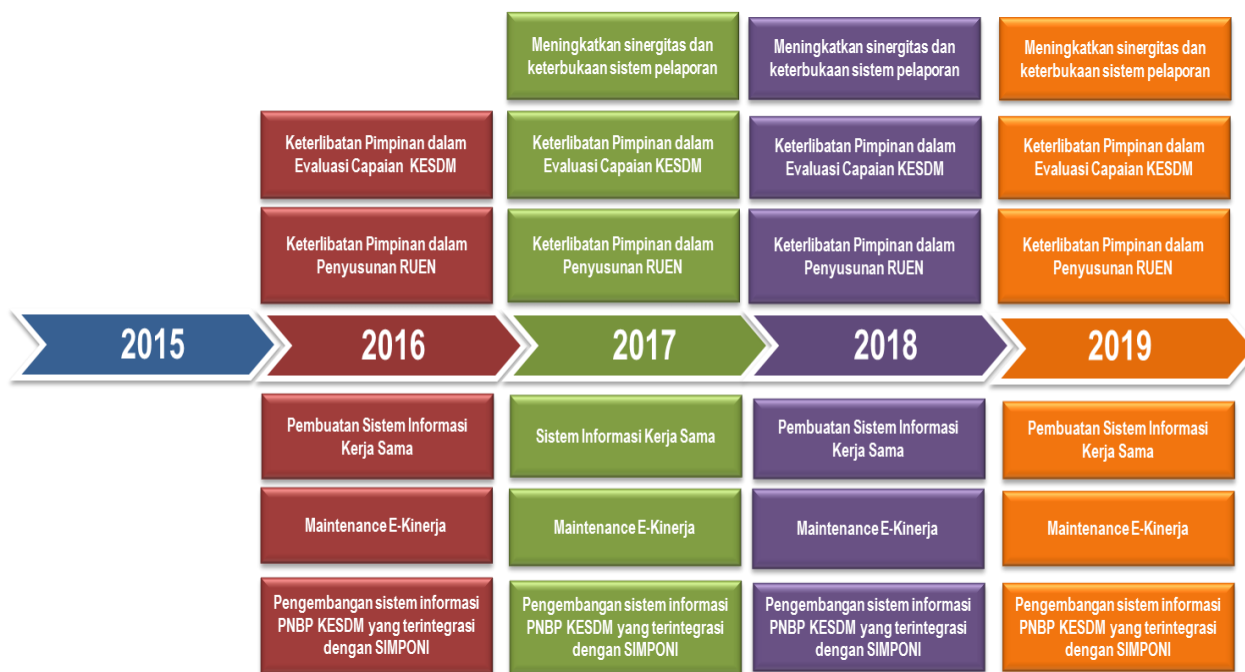 Meningkatkan sinergitas dan
keterbukaan sistem pelaporan
Meningkatkan sinergitas dan
keterbukaan sistem pelaporan
Meningkatkan sinergitas dan
keterbukaan sistem pelaporan
Keterlibatan Pimpinan dalam
Evaluasi Capaian KESDM
Keterlibatan Pimpinan dalam
Evaluasi Capaian KESDM
Keterlibatan Pimpinan dalam
Evaluasi Capaian KESDM
Keterlibatan Pimpinan dalam
Evaluasi Capaian KESDM
Keterlibatan Pimpinan dalam
Penyusunan RUEN
Keterlibatan Pimpinan dalam
Penyusunan RUEN
Keterlibatan Pimpinan dalam
Penyusunan RUEN
Keterlibatan Pimpinan dalam
Penyusunan RUEN
2015
2016
2017
2018
2019
Pembuatan Sistem Informasi
Kerja Sama
Sistem Informasi Kerja Sama
Pembuatan Sistem Informasi
Kerja Sama
Pembuatan Sistem Informasi
Kerja Sama
Maintenance E-Kinerja
Maintenance E-Kinerja
Maintenance E-Kinerja
Maintenance E-Kinerja
Pengembangan sistem informasi
PNBP KESDM yang terintegrasi
dengan SIMPONI
Pengembangan sistem informasi
PNBP KESDM yang terintegrasi
dengan SIMPONI
Pengembangan sistem informasi
PNBP KESDM yang terintegrasi
dengan SIMPONI
Pengembangan sistem informasi
PNBP KESDM yang terintegrasi
dengan SIMPONI